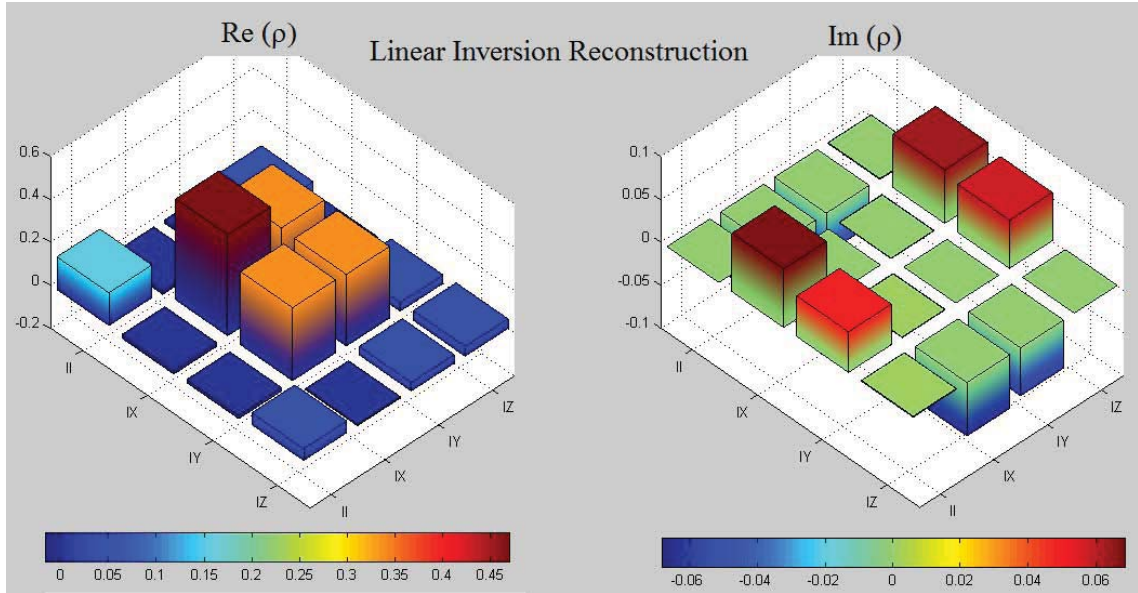 Re (ρ)
Im (ρ)
Linear Inversion Reconstruction
0.6
0.4
0.2
0
-0.2
II
IX
IY
IZ
II
IX
IY
IZ
0 0.05 0.1 0.15 0.2 0.25 0.3 0.35 0.4 0.45
0.1
0.05
0
-0.05
-0.1
II
IX
IY
IZ
II
IX
IY
IZ
-0.06 -0.04 -0.02 0 0.02 0.04 0.06